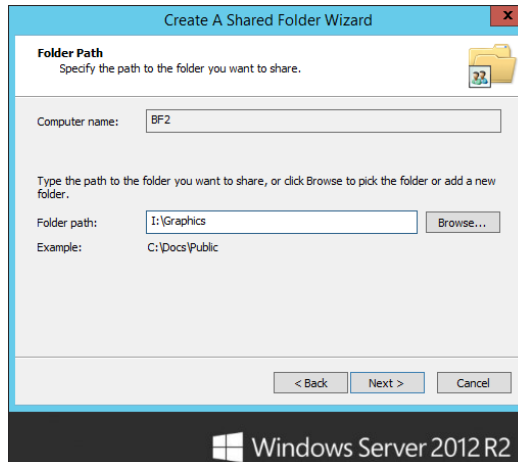 Create A Shared Folder Wizard
x
Folder Path
Specify the path to the folder you want to share.
Computer name:
BF2
Type the path to the folder you want to share, or click Browse to pick the folder or add a new
folder.
Folder path:
I:\Graphics
Browse...
Example:
C:\Docs\Public
< Back
Next >
Cancel
Windows Server 2012 R2